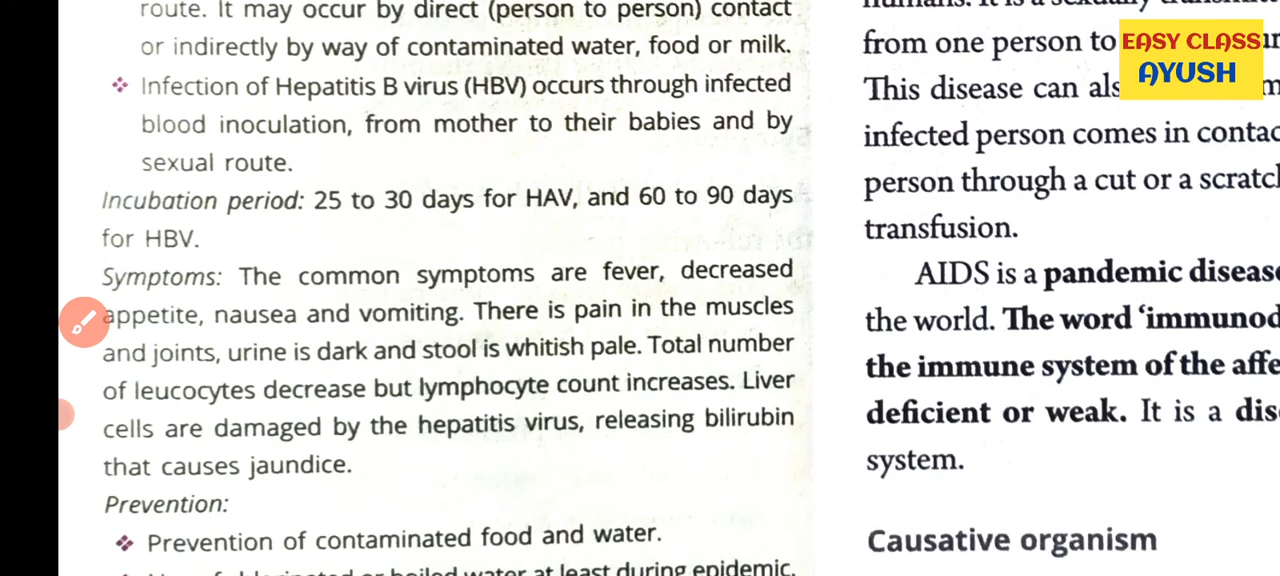 route. It may occur by direct (person to person) contact
or indirectly by way of contaminated water, food or milk.
❖ Infection of Hepatitis B virus (HBV) occurs through infected
blood inoculation, from mother to their babies and by
sexual route.
Incubation period: 25 to 30 days for HAV, and 60 to 90 days
for HBV.
Symptoms: The common symptoms are fever, decreased
appetite, nausea and vomiting. There is pain in the muscles
and joints, urine is dark and stool is whitish pale. Total number
of leucocytes decrease but lymphocyte count increases. Liver
cells are damaged by the hepatitis virus, releasing bilirubin
that causes jaundice.
Prevention:
❖ Prevention of contaminated food and water.
boiled water at least during epidemic.
from one person to
This disease can als
infected person comes in contac
person through a cut or a scratch
transfusion.
AIDS is a pandemic disease
the world. The word ‘immunod
the immune system of the affe
deficient or weak. It is a dis
system.
Causative organism
EASY CLASS
AYUSH